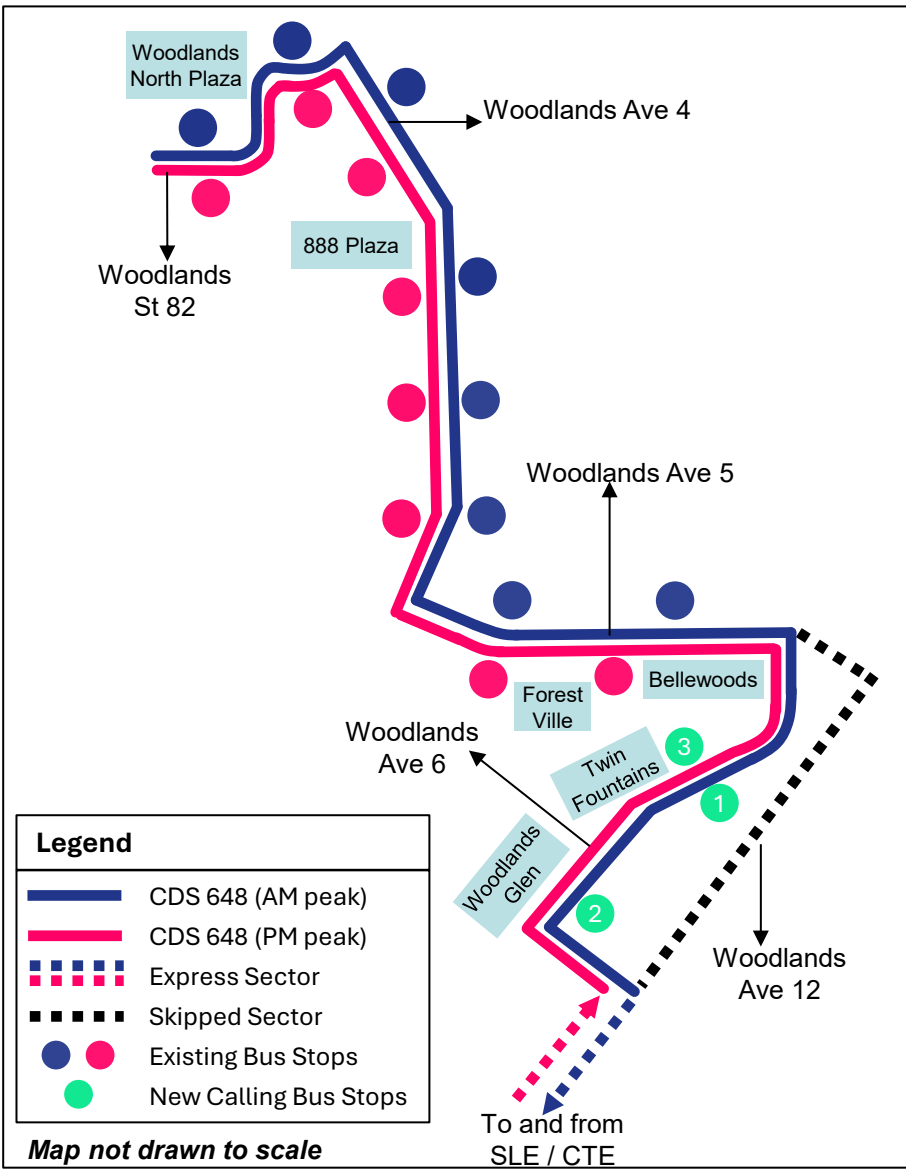 Woodlands
North Plaza
Woodlands Ave 4
888 Plaza
Woodlands
St 82
Woodlands Ave 5
Bellewoods
Forest
Ville
Woodlands
Ave 6
Twin
Fountains
3
1
Woodlands
Glen
2
Woodlands
Ave 12
Legend
CDS 648 (AM peak)
CDS 648 (PM peak)
Express Sector
Skipped Sector
Existing Bus Stops
New Calling Bus Stops
Map not drawn to scale
To and from
SLE / CTE